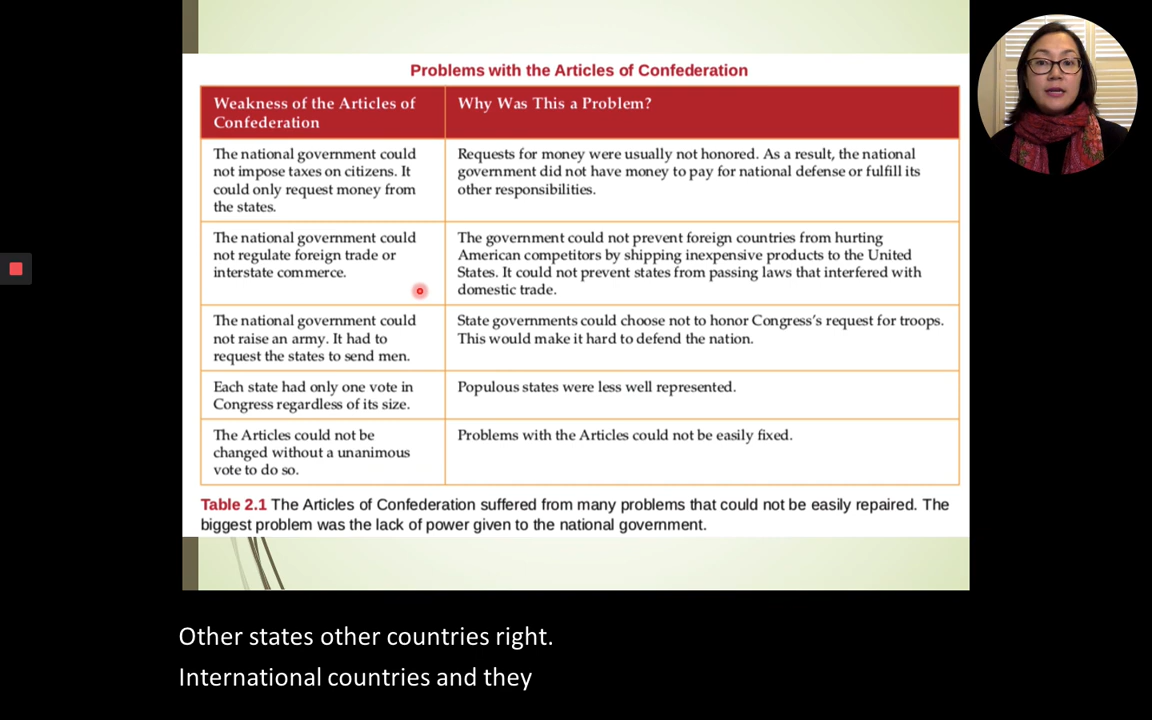 Problems with the Articles of Confederation
Weakness of the Articles of
Confederation
Why Was This a Problem?
The national government could
not impose taxes on citizens. It
could only request money from
the states.
Requests for money were usually not honored. As a result, the national
government did not have money to pay for national defense or fulfill its
other responsibilities.
The national government could
not regulate foreign trade or
interstate commerce.
The government could not prevent foreign countries from hurting
American competitors by shipping inexpensive products to the United
States. It could not prevent states from passing laws that interfered with
domestic trade.
The national government could
not raise an army. It had to
request the states to send men.
State governments could choose not to honor Congress's request for troops.
This would make it hard to defend the nation.
Each state had only one vote in
Congress regardless of its size.
Populous states were less well represented.
The Articles could not be
changed without a unanimous
vote to do so.
Problems with the Articles could not be easily fixed.
Table 2.1 The Articles of Confederation suffered from many problems that could not be easily repaired. The
biggest problem was the lack of power given to the national government.
Other states other countries right.
International countries and they